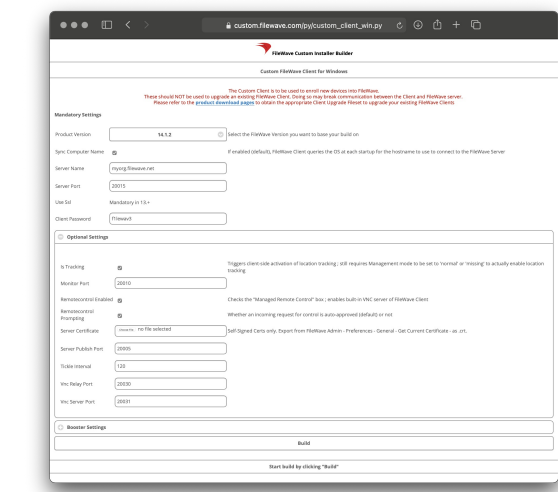 custom.filewave.com/py/custom_client_win.py
FileWave Custom Installer Builder
Custom FileWave Client for Windows
The Custom Client is to be used to enroll new devices into FileWave.
These should NOT be used to upgrade an existing FileWave Client. Doing so may break communication between the Client and FileWave server.
Please refer to the product download pages to obtain the appropriate Client Upgrade Fileset to upgrade your existing FileWave Clients
Mandatory Settings
Product Version 14.1.2 Select the FileWave Version you want to base your build on
Sync Computer Name If enabled (default), FileWave Client queries the OS at each startup for the hostname to use to connect to the FileWave Server
Server Name myorg.filewave.net
Server Port 20015
Use Ssl Mandatory in 13.+
Client Password f1lewav3
Optional Settings
Is Tracking Triggers client-side activation of location tracking ; still requires Management mode to be set to 'normal' or 'missing' to actually enable location
tracking
Monitor Port 20010
Remotecontrol Enabled Checks the "Managed Remote Control" box ; enables built-in VNC server of FileWave Client
Remotecontrol
Prompting Whether an incoming request for control is auto-approved (default) or not
Server Certificate Choose File no file selected Self-Signed Certs only. Export from FileWave Admin - Preferences - General - Get Current Certificate - as .crt.
Server Publish Port 20005
Tickle Interval 120
Vnc Relay Port 20030
Vnc Server Port 20031
Booster Settings
Build
Start build by clicking "Build"